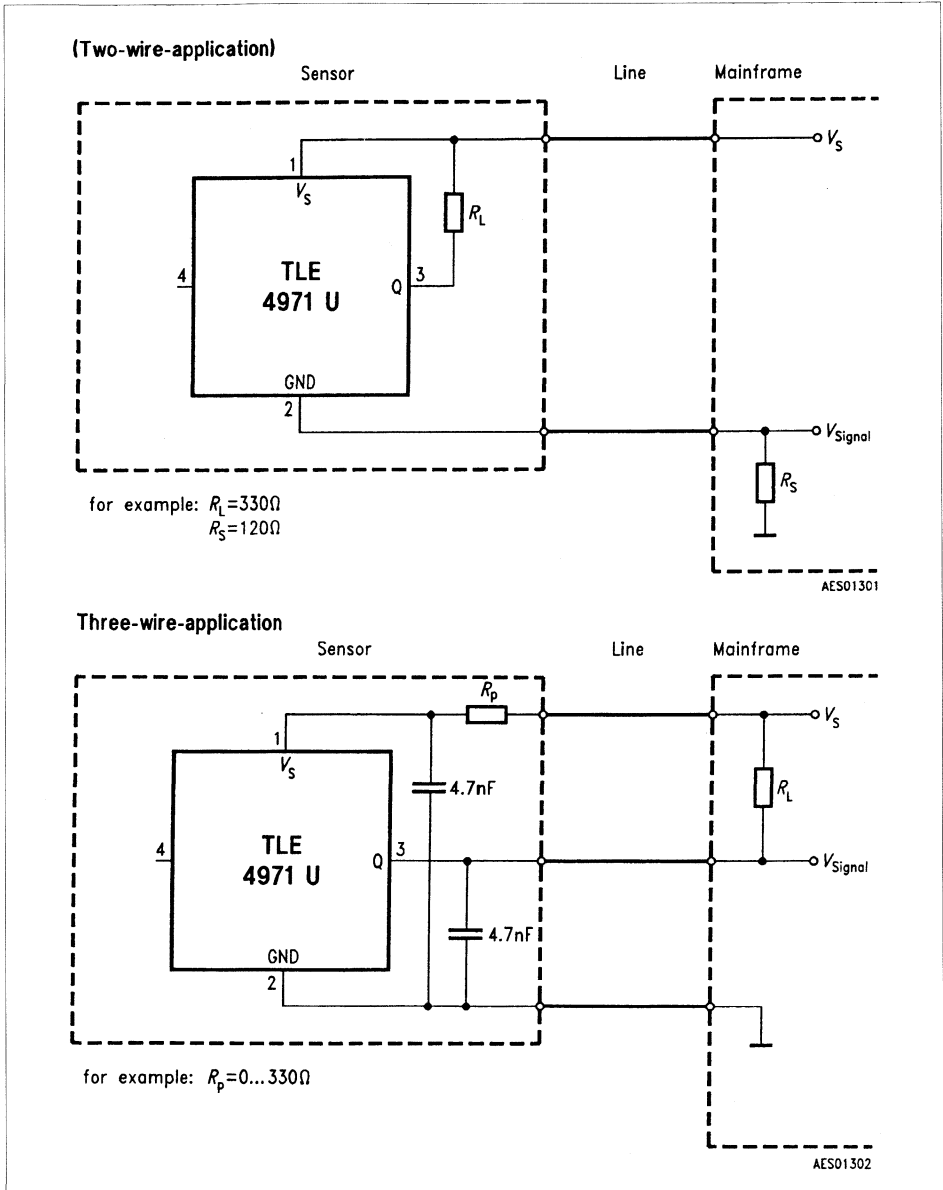 (Two-wire-application)
Sensor Line Mainframe
1
V_S
V_S
R_L
4
TLE
4971 U
Q
3
GND
2
V_Signal
R_S
for example: R_L=330Ω
R_S=120Ω
AES01301
Three-wire-application
Sensor Line Mainframe
R_p
1
V_S
V_S
4.7nF
R_L
4
TLE
4971 U
Q
3
V_Signal
4.7nF
GND
2
for example: R_p=0...330Ω
AES01302